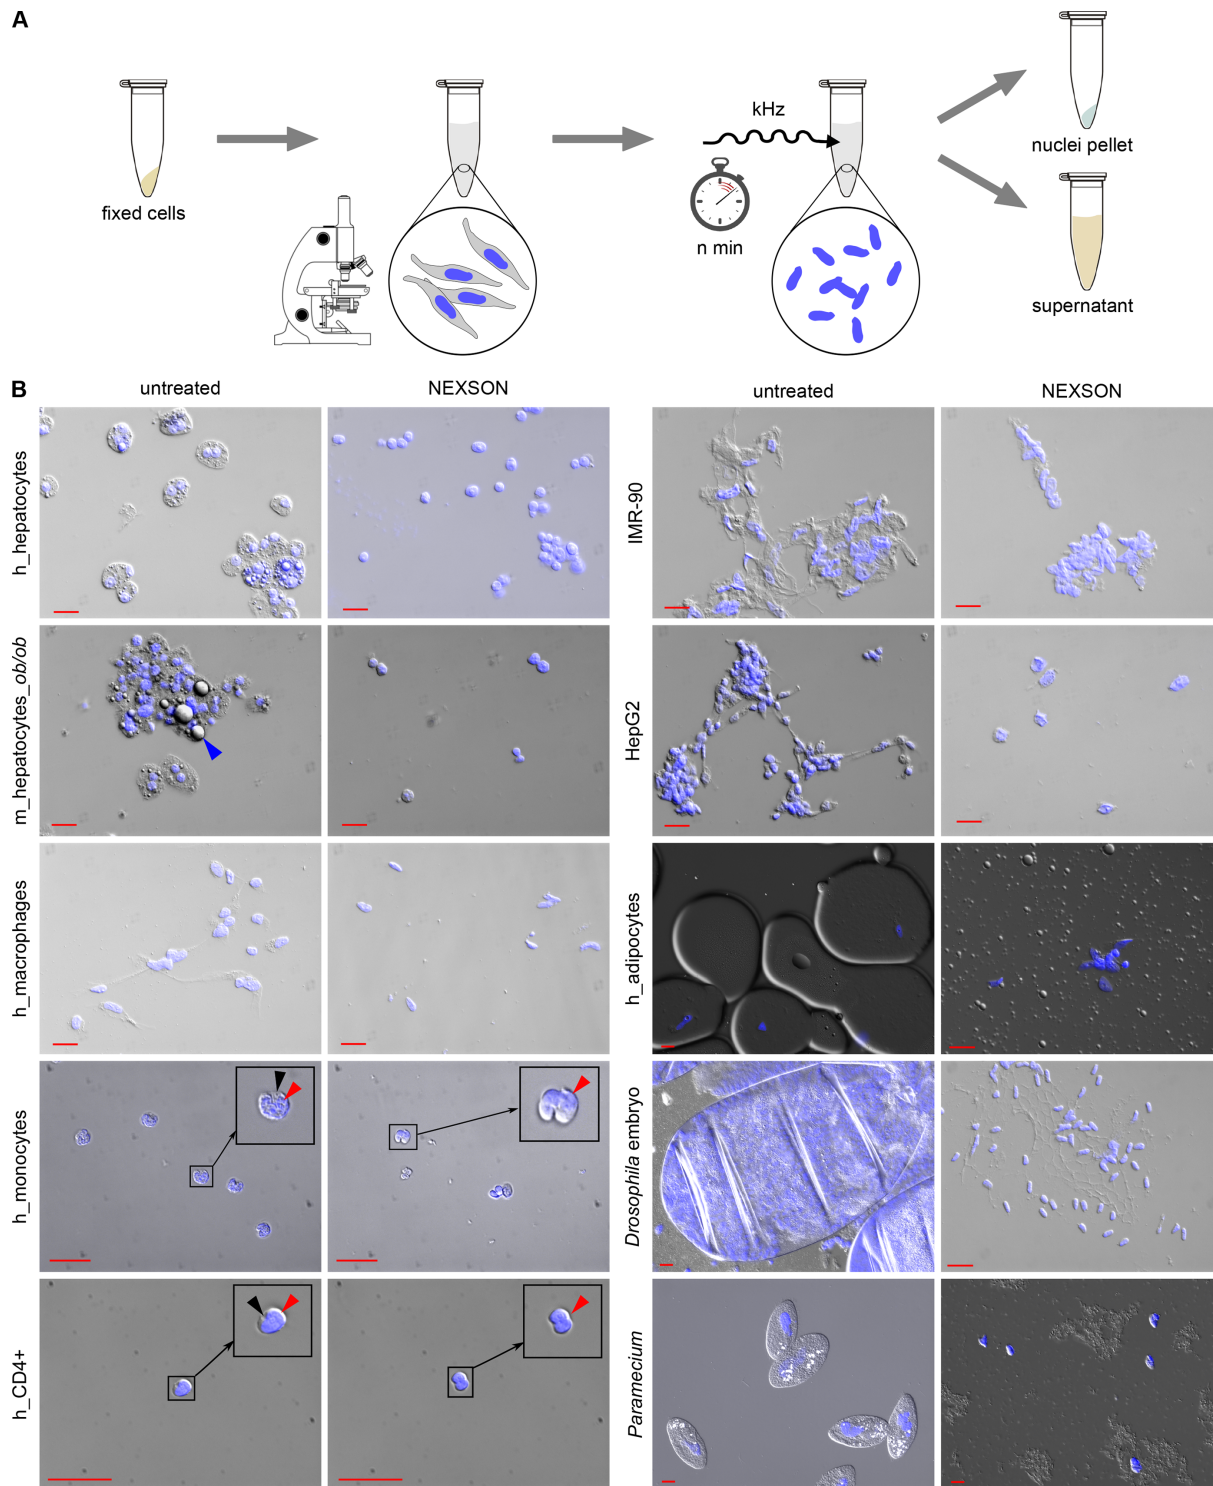 A
fixed cells
kHz
n min
nuclei pellet
supernatant
B
untreated
NEXSON
untreated
NEXSON
h_hepatocytes
IMR-90
m_hepatocytes_ob/ob
HepG2
h_macrophages
h_adipocytes
h_monocytes
Drosophila embryo
h_CD4+
Paramecium